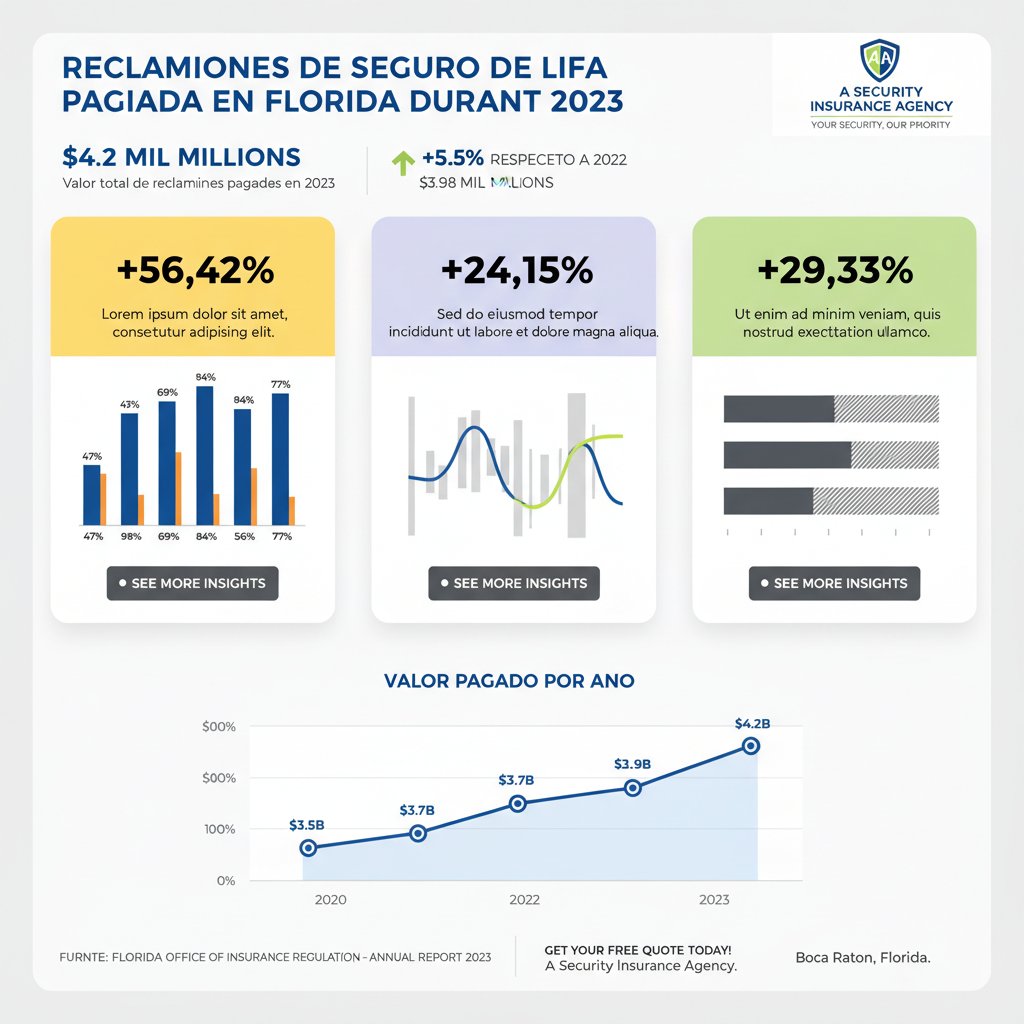 RECLAMIONES DE SEGURO DE LIFA
PAGIADA EN FLORIDA DURANT 2023
AA
A SECURITY
INSURANCE AGENCY
YOUR SECURITY, OUR PHORITY
$4.2 MIL MILLIONS
Valor total de reclamines pagades en 2023
+5.5% RESPECETO A 2022
$3.98 MIL
+56,42%
Lorem ipsum dolor sit amet,
consetutur adipising elit.
47%
43%
69%
84%
84%
77%
47%
98%
69%
84%
56%
77%
SEE MORE INSIGHTS
+24,15%
Sed do eiusmod tempor
incididunt ut labore et dobre magna aliqua.
SEE MORE INSIGHTS
+29,33%
Ut enim ad minim veniam, quis
nostrud execttation ullamco.
SEE MORE INSIGHTS
VALOR PAGADO POR ANO
$00%
$00%
100%
0%
$3.5B
$3.7B
$3.7B
$3.9B
$4.2B
2020
2022
2023
FURNTE: FLORIDA OFFICE OF INSURANCE REGULATION - ANNUAL REPORT 2023
GET YOUR FREE QUOTE TODAY!
A Security Insurance Agency.
Boca Raton, Florida.